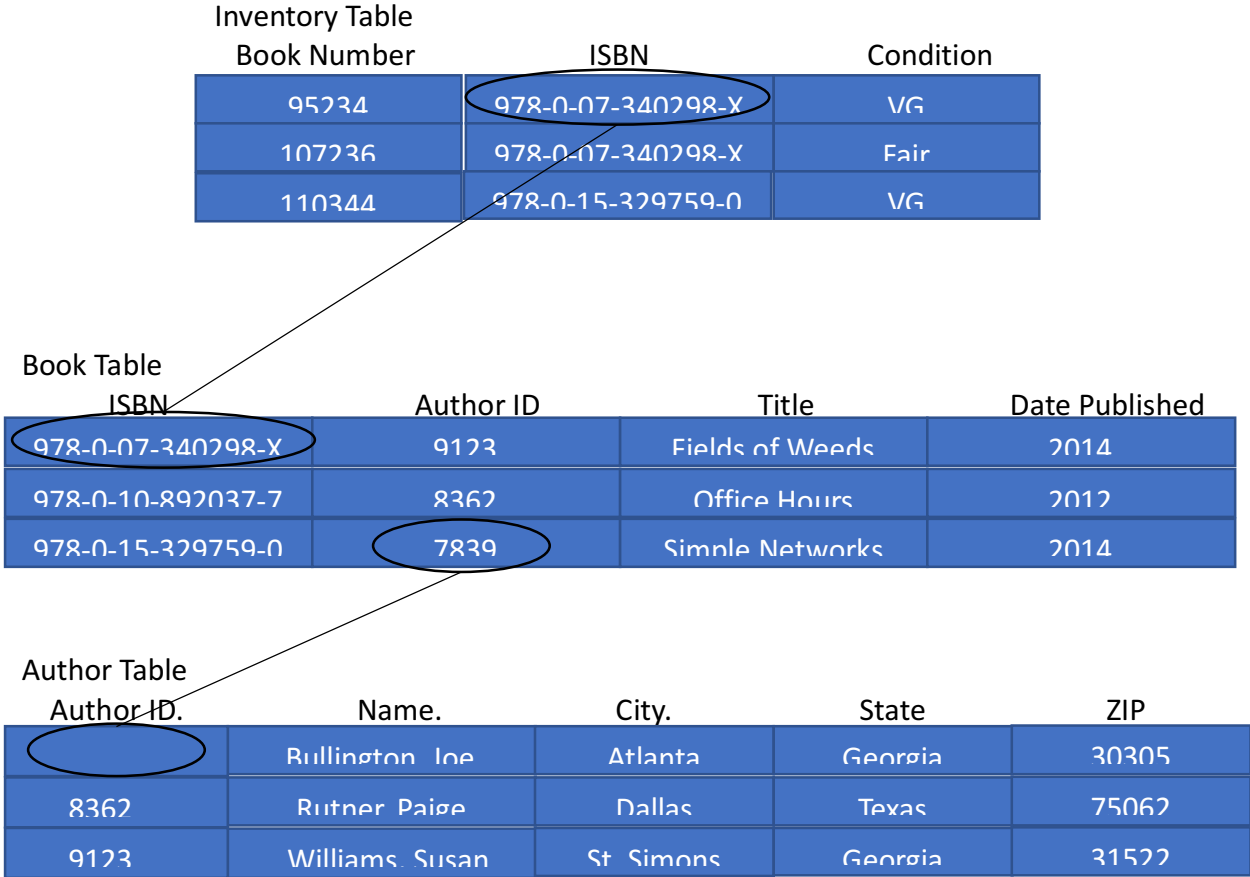 Inventory Table
Book Number ISBN Condition
95234 978-0-07-340298-X VG
107236 978-0-07-340298-X Fair
110344 978-0-15-329759-0 VG
Book Table
ISBN Author ID Title Date Published
978-0-07-340298-X 9123 Fields of Weeds 2014
978-0-10-892037-7 8362 Office Hours 2012
978-0-15-329759-0 7839 Simple Networks 2014
Author Table
Author ID. Name. City. State ZIP
Bullington, Joe Atlanta Georgia 30305
8362 Rutner, Paige Dallas Texas 75062
9123 Williams, Susan St. Simons Georgia 31522